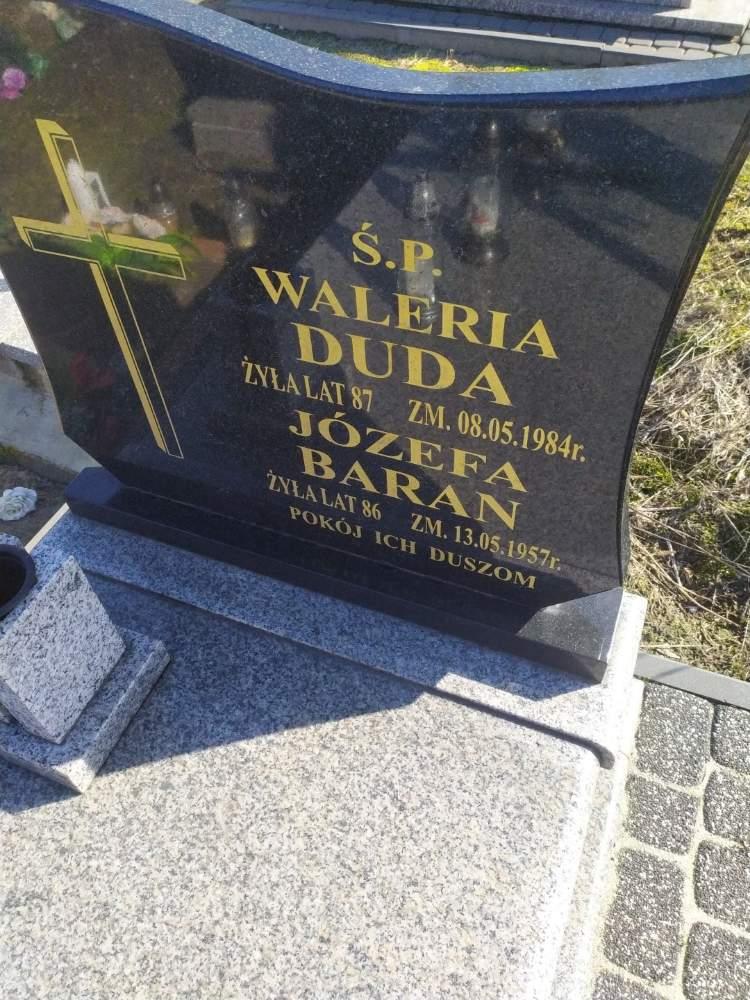 Ś.P.
WALERIA
DUDA
ŻYŁA LAT 87 ZM. 08.05.1984r.
JÓZEFA
BARAN
ŻYŁA LAT 86 ZM. 13.05.1957r.
POKÓJ ICH DUSZOM